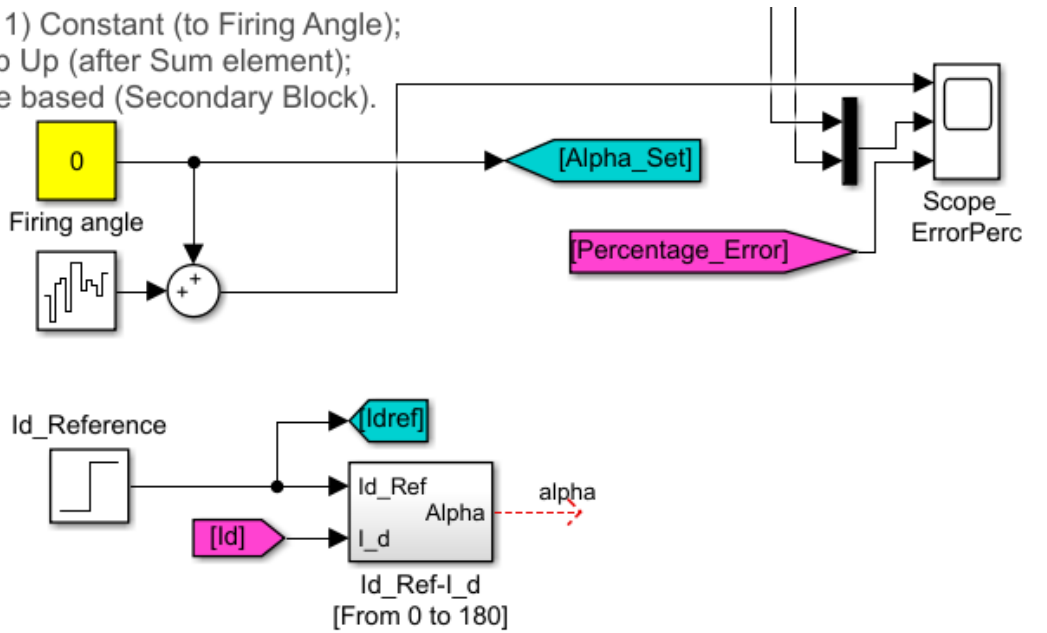 1) Constant (to Firing Angle);
p Up (after Sum element);
e based (Secondary Block).
0
[Alpha_Set]
Firing angle
Scope_
ErrorPerc
[Percentage_Error]
+
+
Id_Reference
[Idref]
Id_Ref
alpha
Alpha
[Id]
I_d
Id_Ref-I_d
[From 0 to 180]